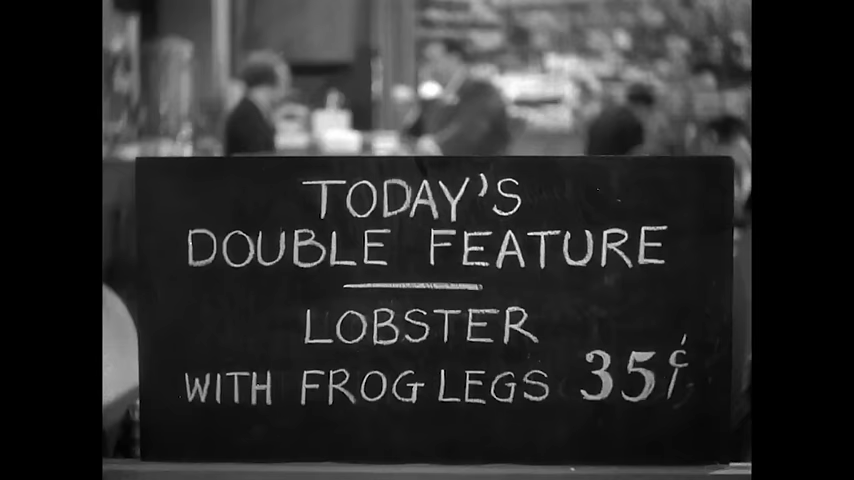 TODAY'S
DOUBLE FEATURE
LOBSTER
WITH FROG LEGS 35¢